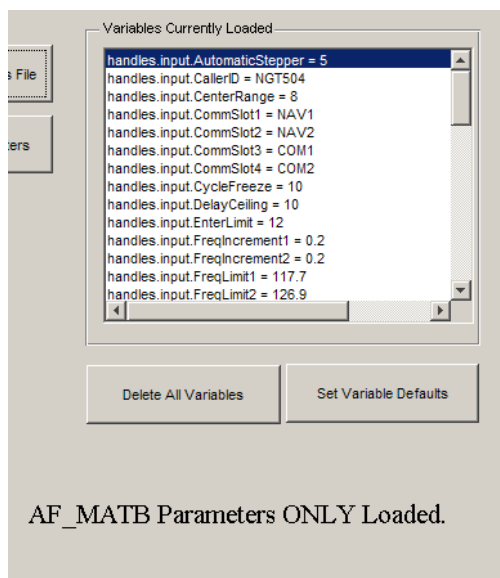 Variables Currently Loaded
s File
ters
handles.input.AutomaticStepper = 5
handles.input.CallerID = NGT504
handles.input.CenterRange = 8
handles.input.CommSlot1 = NAV1
handles.input.CommSlot2 = NAV2
handles.input.CommSlot3 = COM1
handles.input.CommSlot4 = COM2
handles.input.CycleFreeze = 10
handles.input.DelayCeiling = 10
handles.input.EnterLimit = 12
handles.input.FreqIncrement1 = 0.2
handles.input.FreqIncrement2 = 0.2
handles.input.FreqLimit1 = 117.7
handles.input.FreqLimit2 = 126.9
Delete All Variables
Set Variable Defaults
AF_MATB Parameters ONLY Loaded.